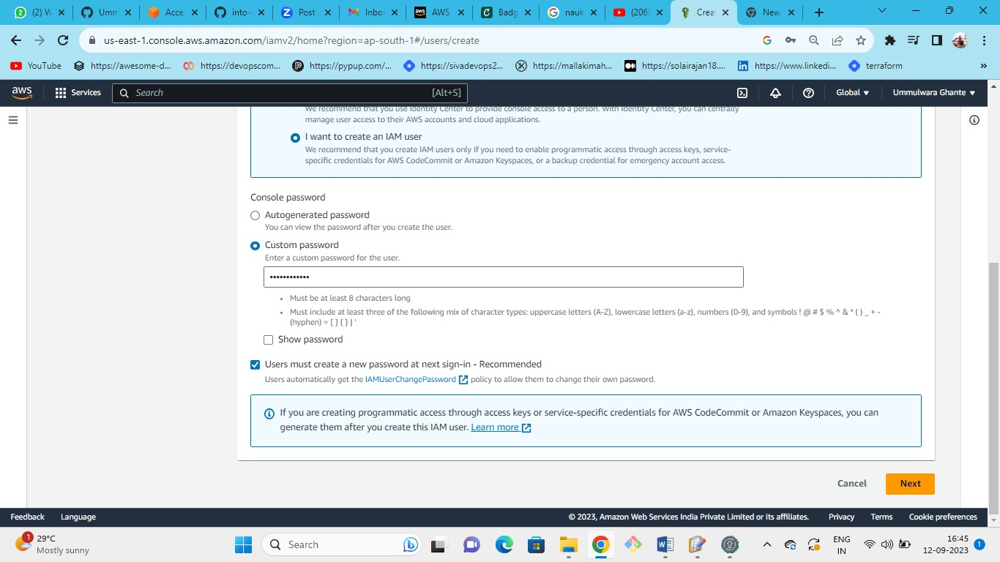 (2) W
Umm
Acce
into-
Post
Inbo
AWS
Badg
nauk
(206)
Crea
New
us-east-1.console.aws.amazon.com/iamv2/home?region=ap-south-1#/users/create
YouTube
https://awesome-d...
https://devopscom...
https://pypup.com/...
https://sivadevops2...
https://mallakimah...
https://solairajan18....
https://www.linkedi...
terraform
»
aws
Services
Search
[Alt+S]
Global
Ummulwara Ghante
We recommend that you use Identity Center to provide console access to a person. With Identity Center, you can centrally
manage user access to their AWS accounts and cloud applications.
I want to create an IAM user
We recommend that you create IAM users only if you need to enable programmatic access through access keys, service-
specific credentials for AWS CodeCommit or Amazon Keyspaces, or a backup credential for emergency account access.
Console password
Autogenerated password
You can view the password after you create the user.
Custom password
Enter a custom password for the user.
••••••••••••
• Must be at least 8 characters long
• Must include at least three of the following mix of character types: uppercase letters (A-Z), lowercase letters (a-z), numbers (0-9), and symbols ! @ # $ % ^ & * ( ) _ + -
(hyphen) = [ ] { } | '
Show password
Users must create a new password at next sign-in - Recommended
Users automatically get the IAMUserChangePassword policy to allow them to change their own password.
If you are creating programmatic access through access keys or service-specific credentials for AWS CodeCommit or Amazon Keyspaces, you can
generate them after you create this IAM user. Learn more
Cancel
Next
Feedback
Language
© 2023, Amazon Web Services India Private Limited or its affiliates.
Privacy
Terms
Cookie preferences
1
29°C
Mostly sunny
Search
ENG
IN
16:45
12-09-2023
1